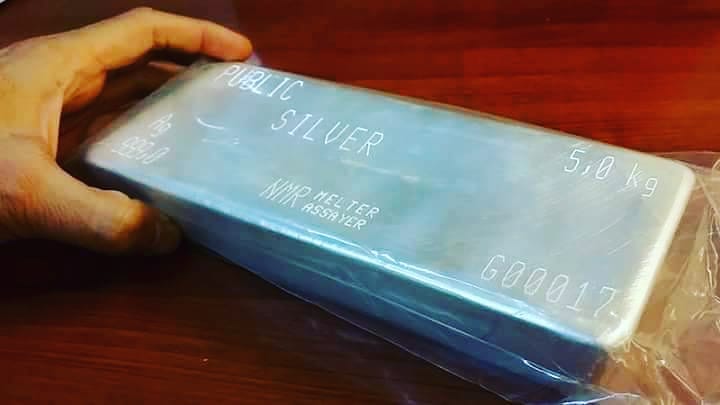 PUBLIC
SILVER
5,0 kg
Ag
999,0
NMR MELTER
ASSAYER
G00017